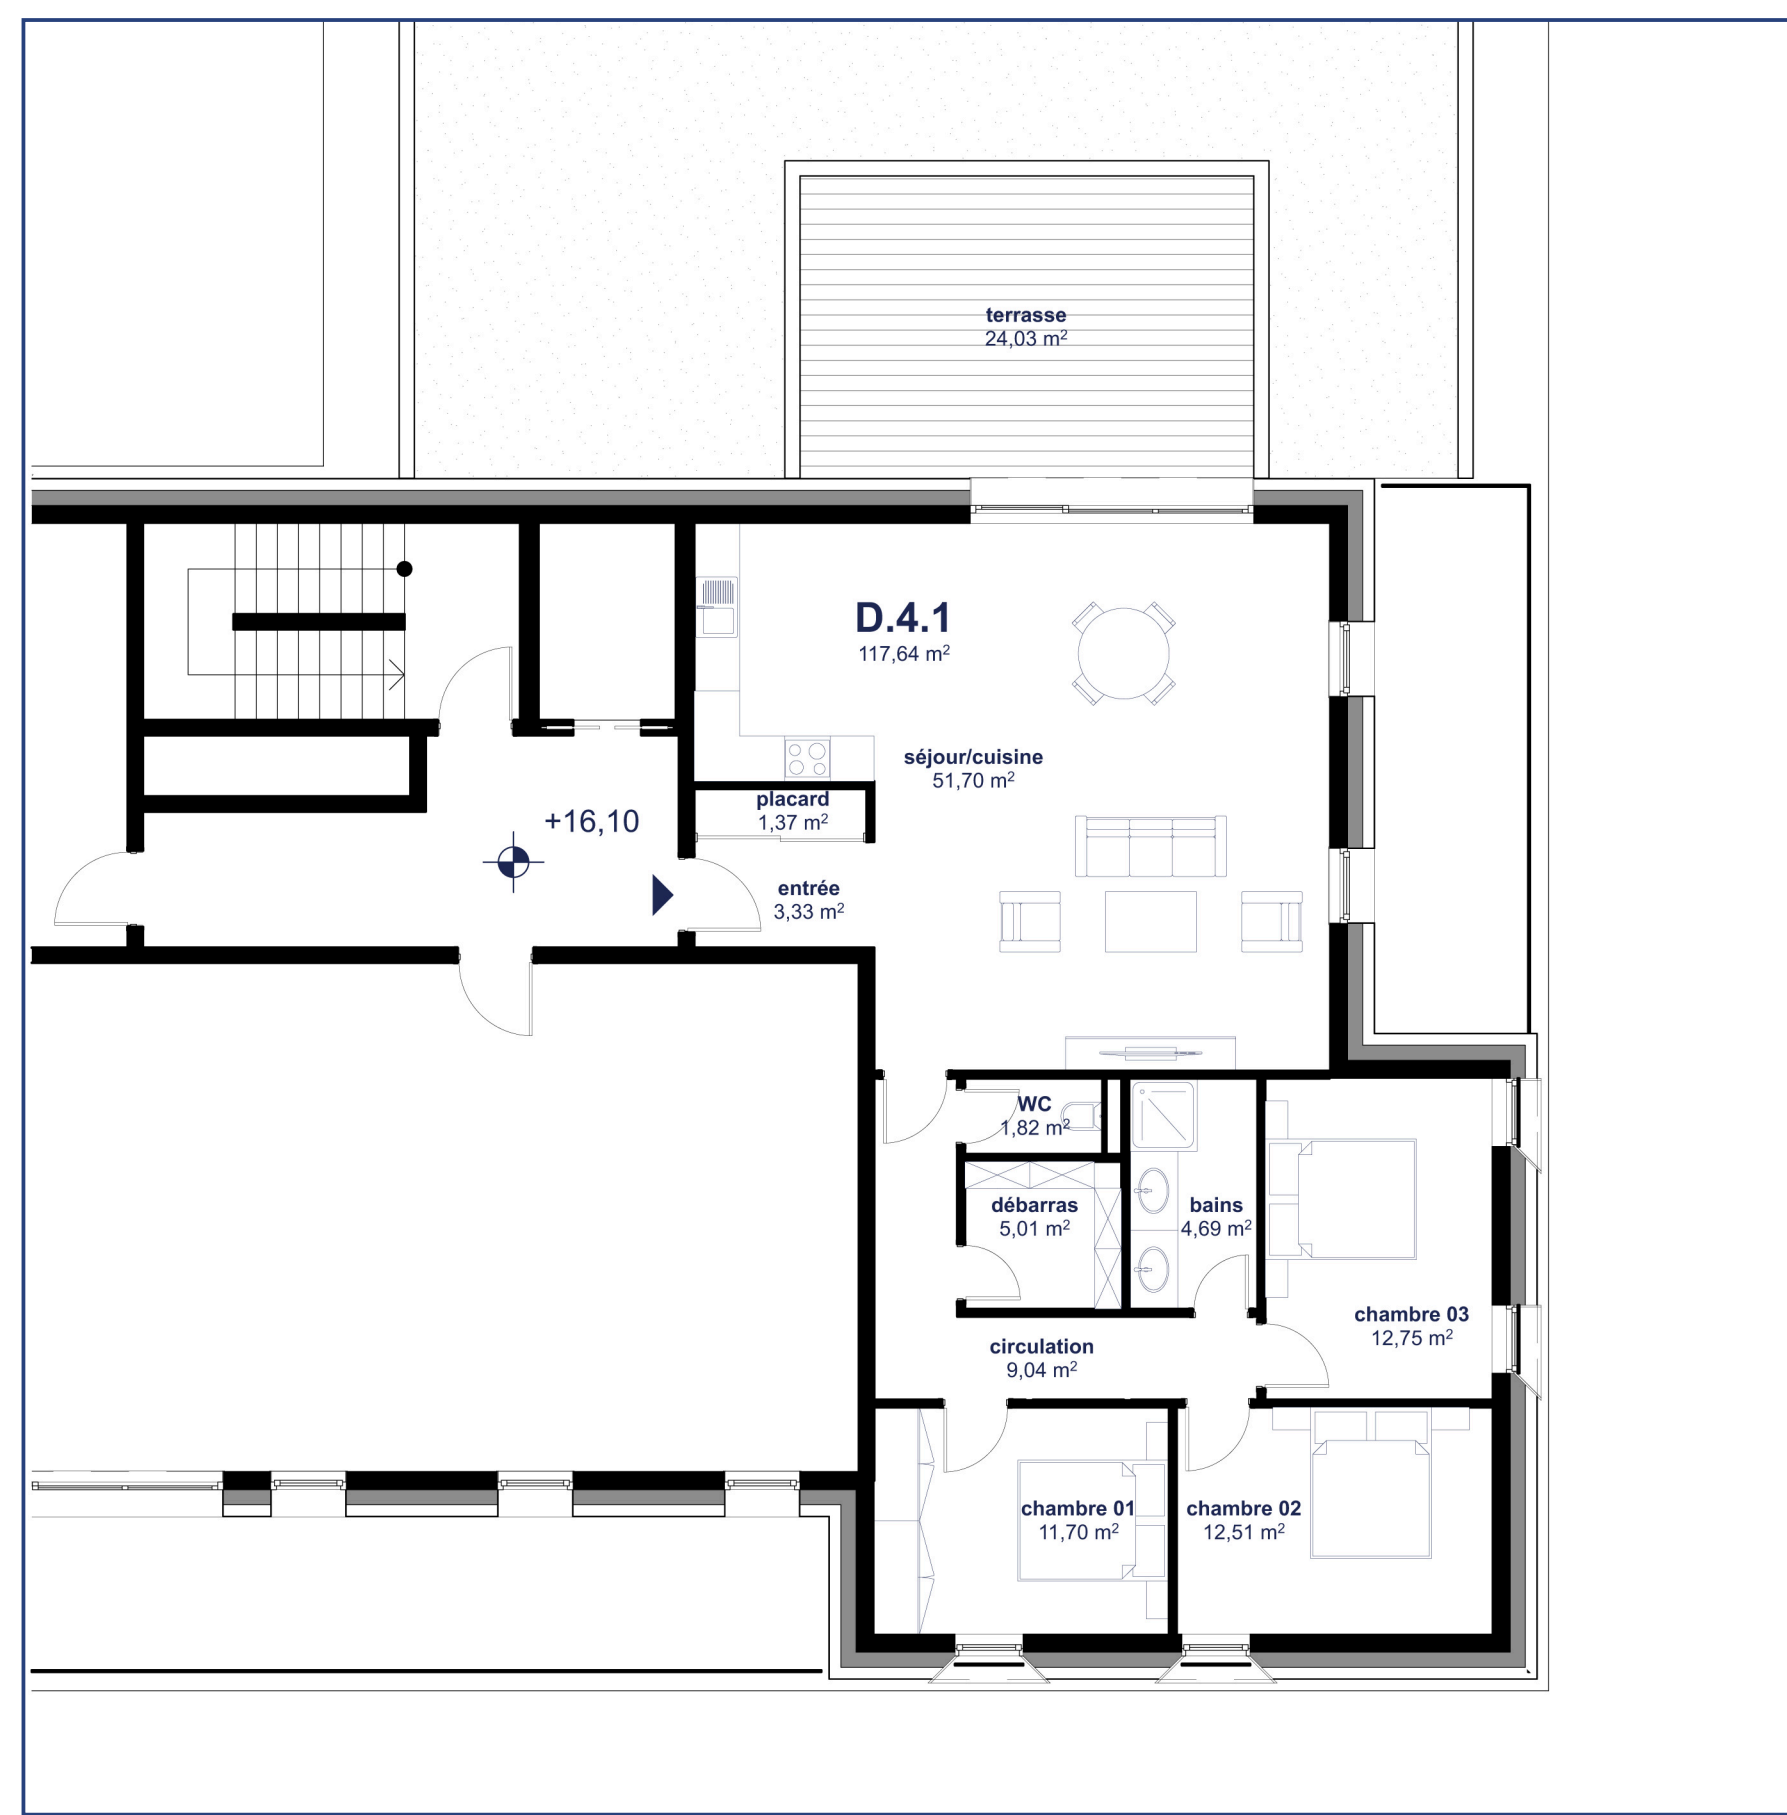 terrasse
24,03 m²
D.4.1
117,64 m²
séjour/cuisine
51,70 m²
placard
1,37 m²
+16,10
entrée
3,33 m²
WC
1,82 m²
débarras
5,01 m²
bains
4,69 m²
chambre 03
12,75 m²
circulation
9,04 m²
chambre 01
11,70 m²
chambre 02
12,51 m²